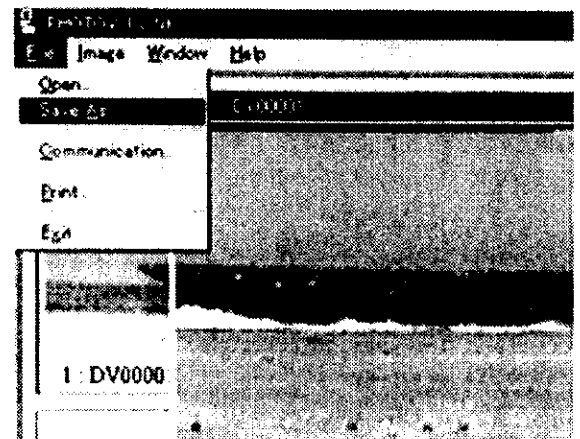 File Image Window Help
Open...
Save As
Communication...
Print...
Exit
1 : DV0000